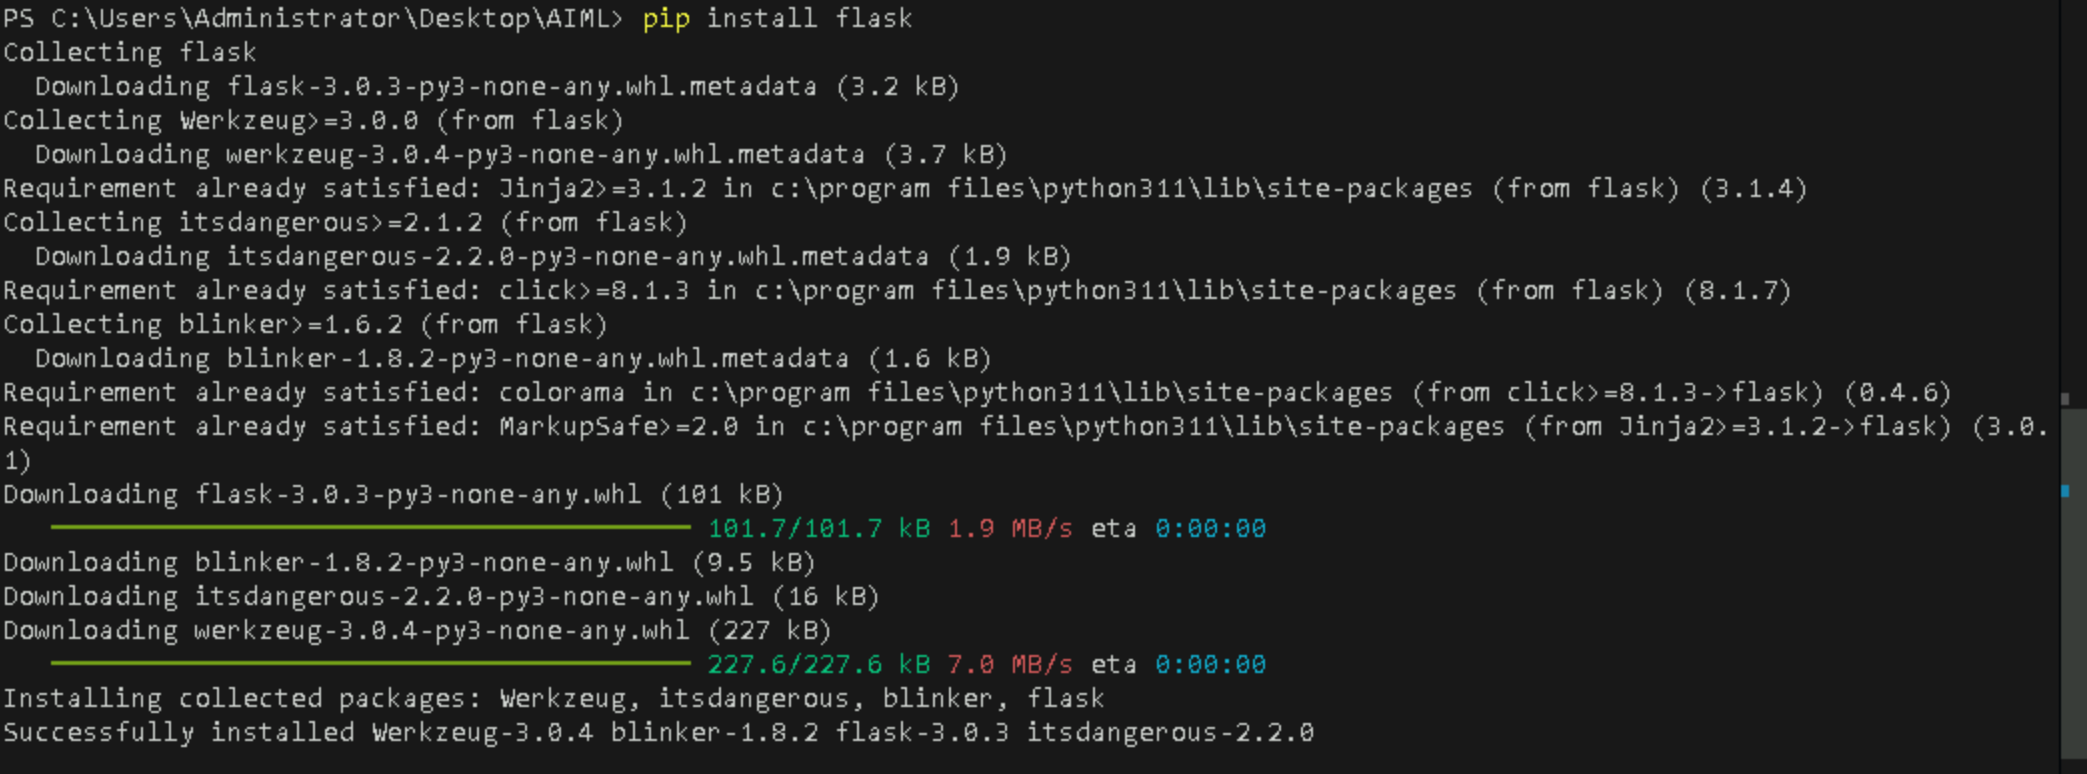 PS C:\Users\Administrator\Desktop\AIML> pip install flask
Collecting flask
  Downloading flask-3.0.3-py3-none-any.whl.metadata (3.2 kB)
Collecting Werkzeug>=3.0.0 (from flask)
  Downloading werkzeug-3.0.4-py3-none-any.whl.metadata (3.7 kB)
Requirement already satisfied: Jinja2>=3.1.2 in c:\program files\python311\lib\site-packages (from flask) (3.1.4)
Collecting itsdangerous>=2.1.2 (from flask)
  Downloading itsdangerous-2.2.0-py3-none-any.whl.metadata (1.9 kB)
Requirement already satisfied: click>=8.1.3 in c:\program files\python311\lib\site-packages (from flask) (8.1.7)
Collecting blinker>=1.6.2 (from flask)
  Downloading blinker-1.8.2-py3-none-any.whl.metadata (1.6 kB)
Requirement already satisfied: colorama in c:\program files\python311\lib\site-packages (from click>=8.1.3->flask) (0.4.6)
Requirement already satisfied: MarkupSafe>=2.0 in c:\program files\python311\lib\site-packages (from Jinja2>=3.1.2->flask) (3.0.
1)
Downloading flask-3.0.3-py3-none-any.whl (101 kB)
101.7/101.7 kB 1.9 MB/s eta 0:00:00
Downloading blinker-1.8.2-py3-none-any.whl (9.5 kB)
Downloading itsdangerous-2.2.0-py3-none-any.whl (16 kB)
Downloading werkzeug-3.0.4-py3-none-any.whl (227 kB)
227.6/227.6 kB 7.0 MB/s eta 0:00:00
Installing collected packages: Werkzeug, itsdangerous, blinker, flask
Successfully installed Werkzeug-3.0.4 blinker-1.8.2 flask-3.0.3 itsdangerous-2.2.0